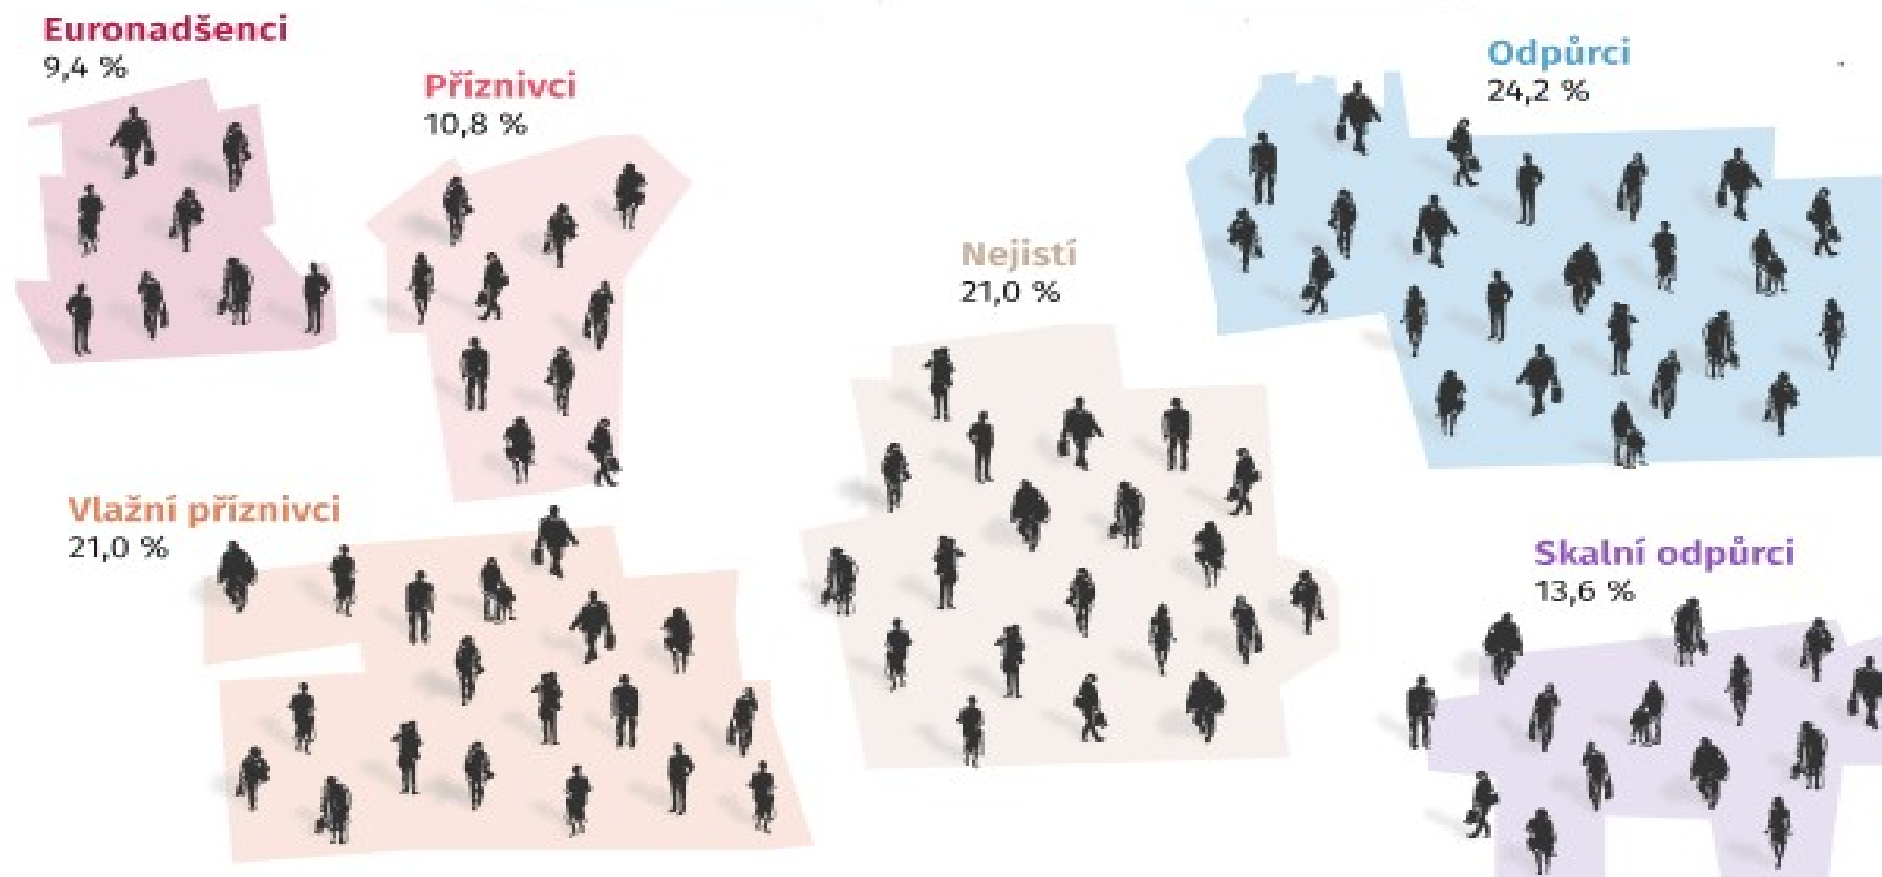 Euronadšenci
9,4 %
Příznivci
10,8 %
Odpůrci
24,2 %
Nejistí
21,0 %
Vlažní příznivci
21,0 %
Skalní odpůrci
13,6 %